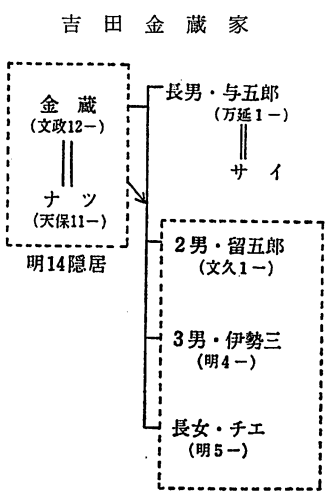 吉田金蔵家
金蔵
(文政12−)
ナツ
(天保11−)
明14隠居
長男・与五郎
(万延1−)
サイ
2男・留五郎
(文久1−)
3男・伊勢三
(明4−)
長女・チエ
(明5−)